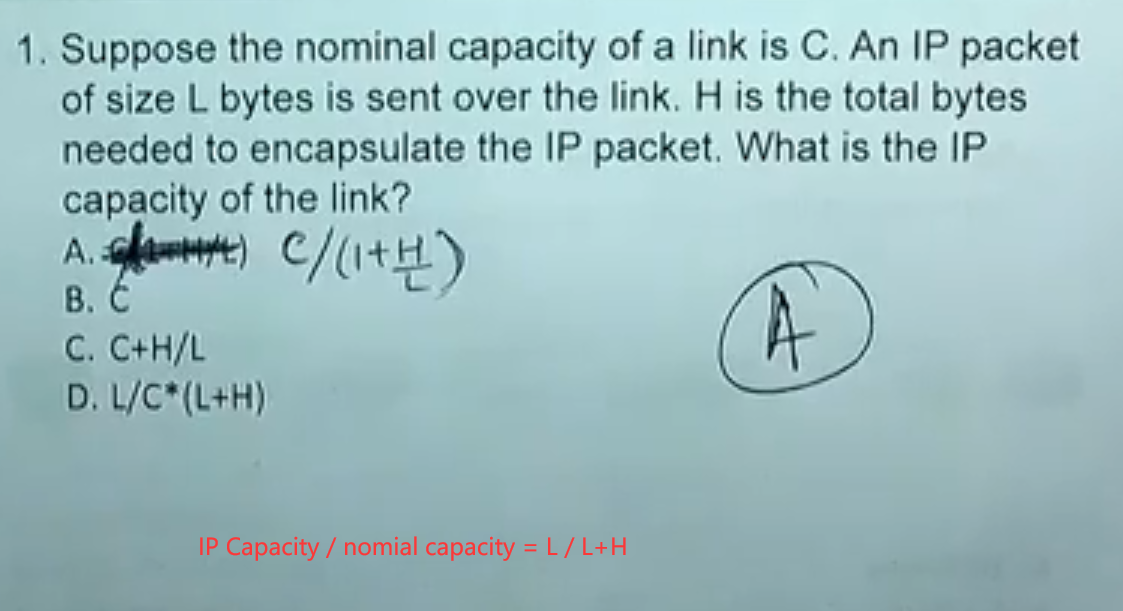 1. Suppose the nominal capacity of a link is C. An IP packet
of size L bytes is sent over the link. H is the total bytes
needed to encapsulate the IP packet. What is the IP
capacity of the link?
A. C/(1+H/L)
B. C
C. C+H/L
D. L/C*(L+H)
A
IP Capacity / nomial capacity = L / L+H